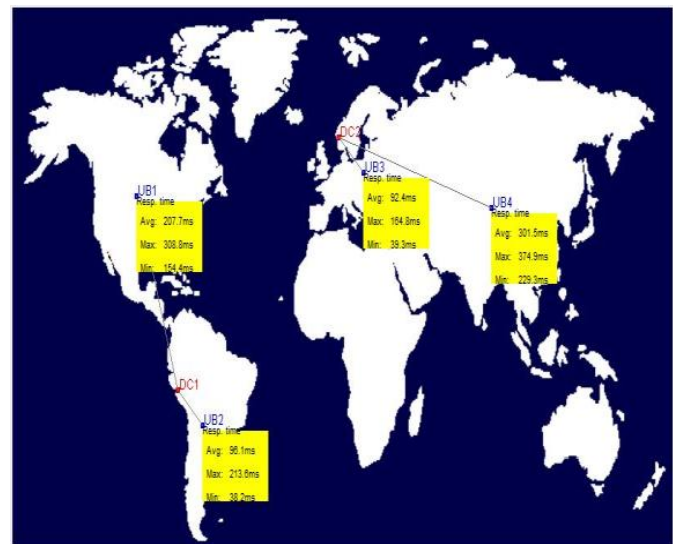 DC2
UB3
Resp. time
Avg: 92.4ms
Max: 164.8ms
Min: 39.3ms
UB1
Resp. time
Avg: 207.7ms
Max: 308.8ms
Min: 154.4ms
UB4
Resp. time
Avg: 301.5ms
Max: 374.9ms
Min: 229.3ms
DC1
UB2
Resp. time
Avg: 96.1ms
Max: 213.6ms
Min: 38.2ms